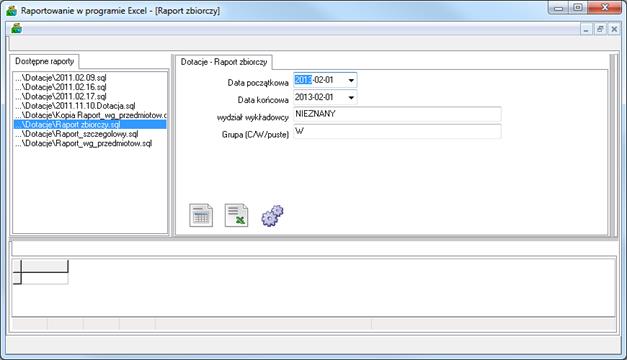 Raportowanie w programie Excel - [Raport zbiorczy]
Dostępne raporty
...\Dotacje\2011.02.09.sql
...\Dotacje\2011.02.16.sql
...\Dotacje\2011.02.17.sql
...\Dotacje\2011.11.10.Dotacja.sql
...\Dotacje\Kopia Raport_wg_przedmiotow.c
...\Dotacje\Raport zbiorczy.sql
...\Dotacje\Raport_szczegolowy.sql
...\Dotacje\Raport_wg_przedmiotow.sql
Dotacje - Raport zbiorczy
Data początkowa 2013-02-01
Data końcowa 2013-02-01
wydział wykładowcy NIEZNANY
Grupa (C/W/puste) W